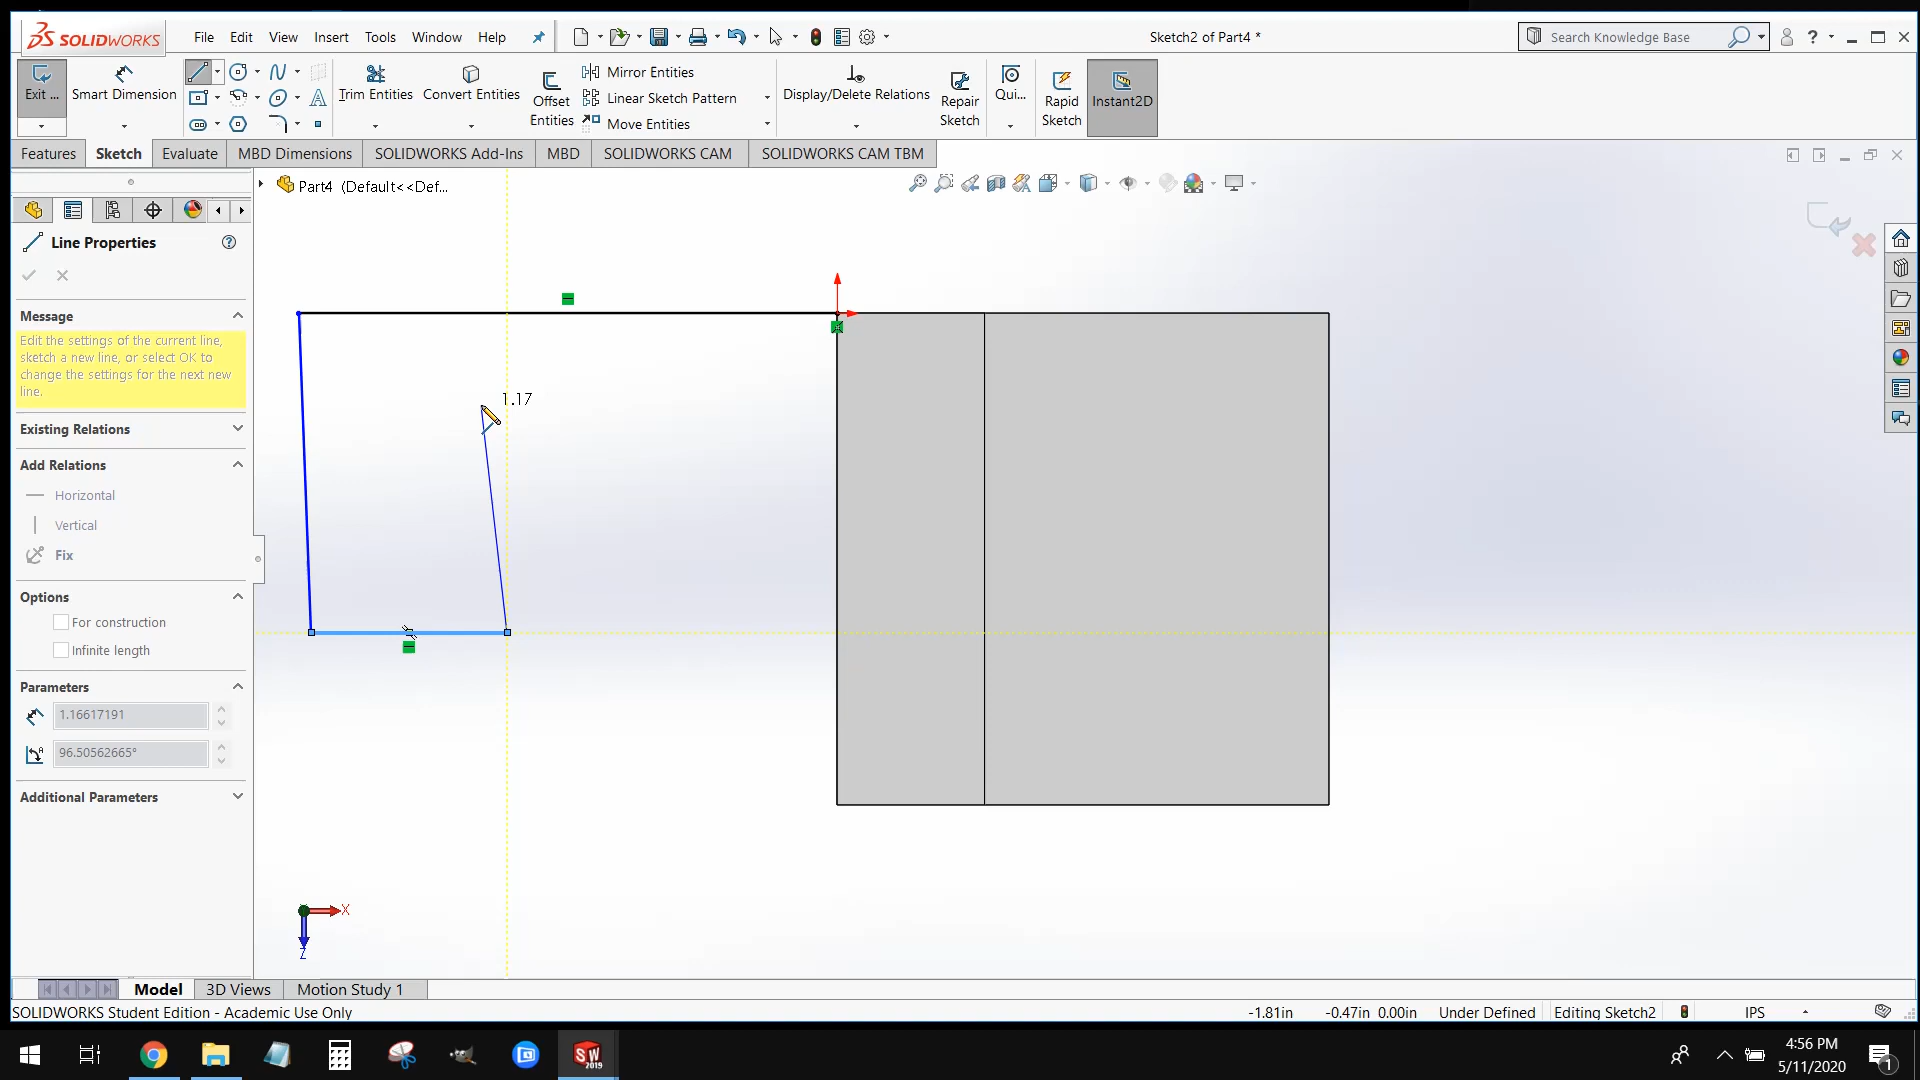 SOLIDWORKS
File Edit View Insert Tools Window Help
Sketch2 of Part4 *
Search Knowledge Base
Exit ...
Smart Dimension
Trim Entities
Convert Entities
Offset
Entities
Mirror Entities
Linear Sketch Pattern
Move Entities
Display/Delete Relations
Repair
Sketch
Qui...
Rapid
Sketch
Instant2D
Features Sketch Evaluate MBD Dimensions SOLIDWORKS Add-Ins MBD SOLIDWORKS CAM SOLIDWORKS CAM TBM
Part4 (Default<<Def...
Line Properties
Message
Edit the settings of the current line,
sketch a new line, or select OK to
change the settings for the next new
line.
Existing Relations
Add Relations
Horizontal
Vertical
Fix
Options
For construction
Infinite length
Parameters
1.16617191
96.50562665°
Additional Parameters
1.17
X
Z
Model 3D Views Motion Study 1
SOLIDWORKS Student Edition - Academic Use Only
-1.81in -0.47in 0.00in Under Defined Editing Sketch2 IPS
SW
2019
4:56 PM
5/11/2020
1